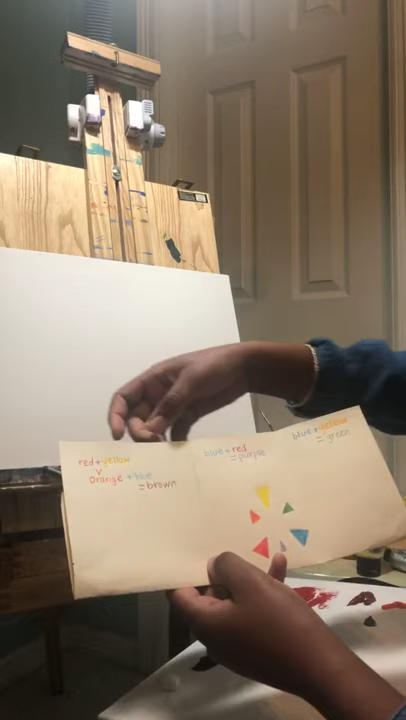 red + yellow
v
Orange + blue
= brown
blue + red
= purple
blue + yellow
= green